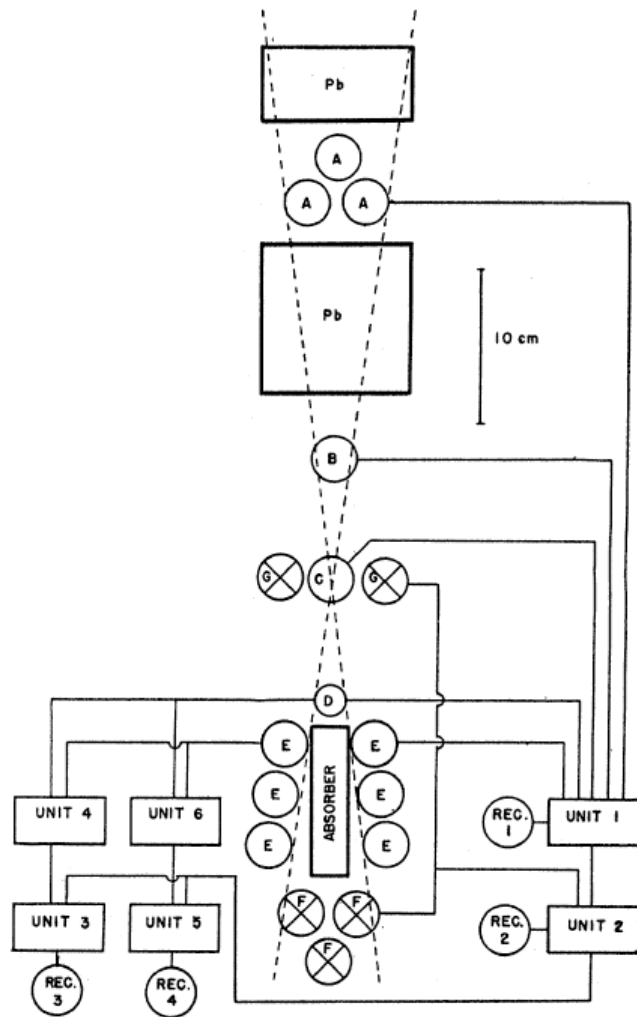 Pb
A
A A
Pb
10 cm
B
G C G
D
E E
UNIT 4 UNIT 6 E ABSORBER E REC. 1 UNIT 1
E E
UNIT 3 UNIT 5 F F REC. 2 UNIT 2
F
REC. 3 REC. 4